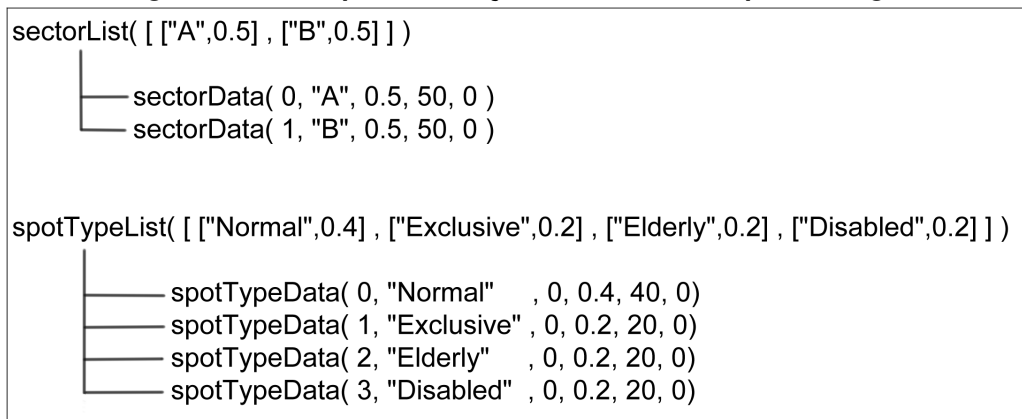 sectorList( [ ["A",0.5] , ["B",0.5] ] )
sectorData( 0, "A", 0.5, 50, 0 )
sectorData( 1, "B", 0.5, 50, 0 )
spotTypeList( [ ["Normal",0.4] , ["Exclusive",0.2] , ["Elderly",0.2] , ["Disabled",0.2] ] )
spotTypeData( 0, "Normal" , 0, 0.4, 40, 0)
spotTypeData( 1, "Exclusive" , 0, 0.2, 20, 0)
spotTypeData( 2, "Elderly" , 0, 0.2, 20, 0)
spotTypeData( 3, "Disabled" , 0, 0.2, 20, 0)